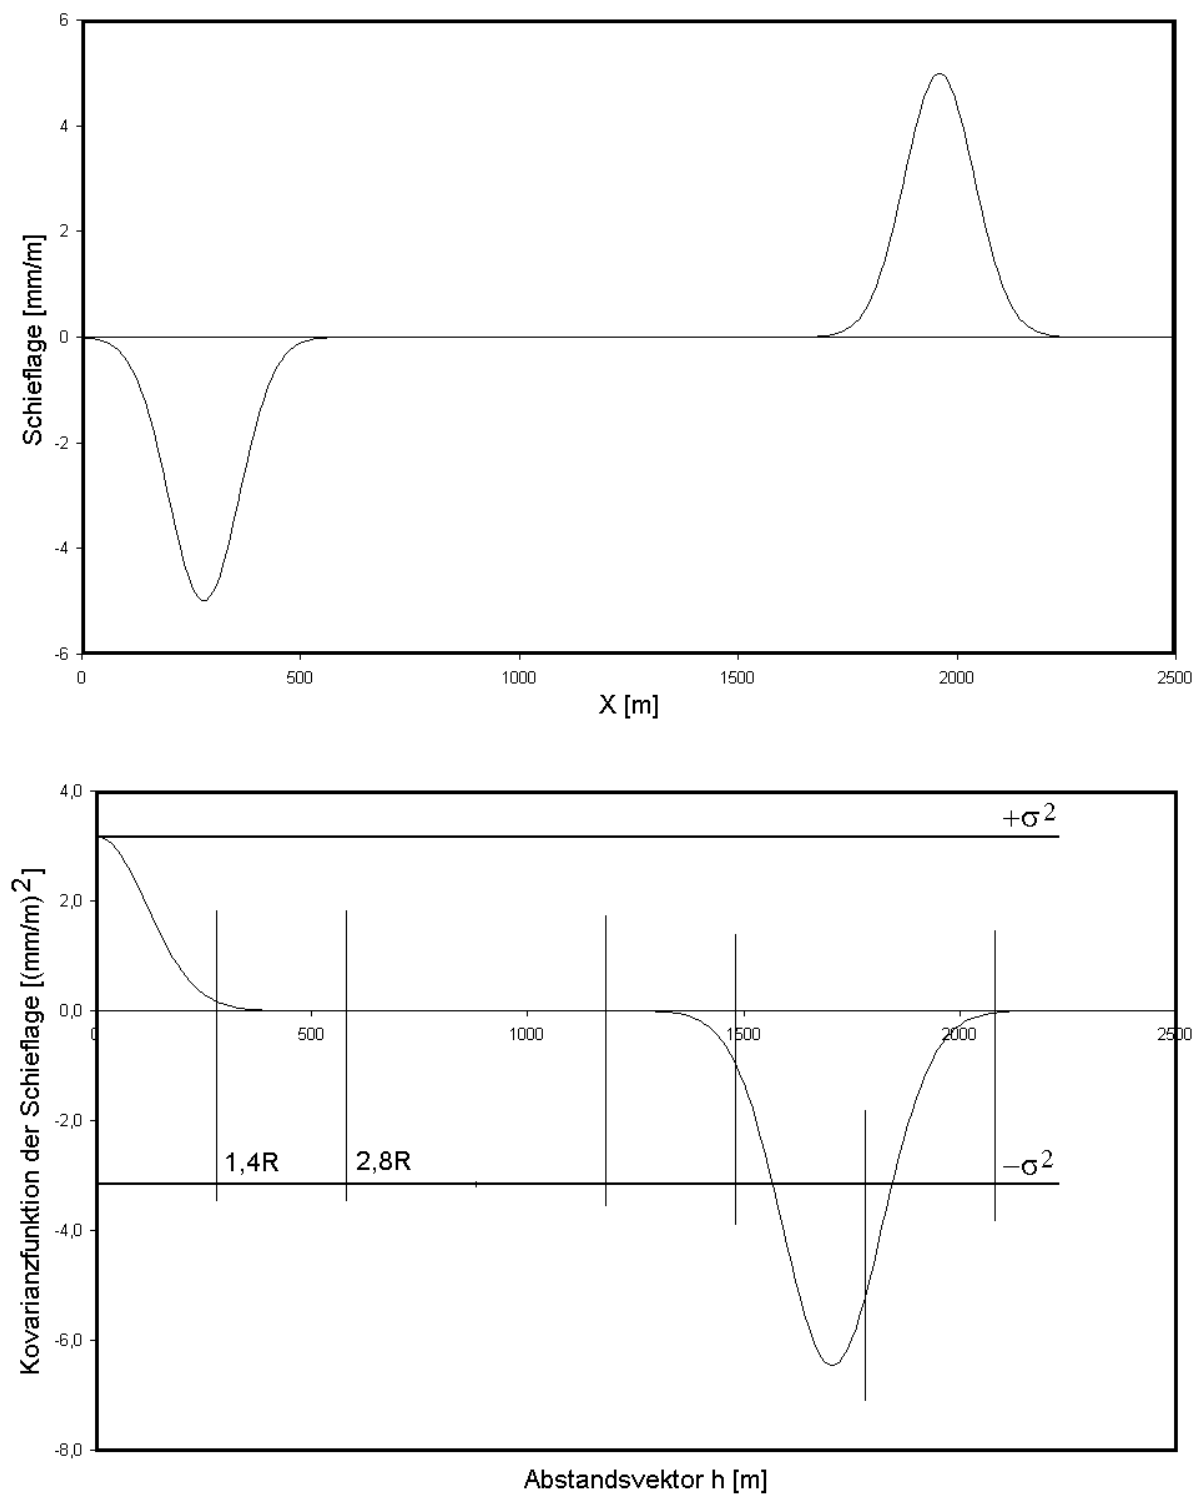 6
4
2
0
-2
-4
-6
Schieflage [mm/m]
0 500 1000 1500 2000 2500
X [m]
4,0
2,0
0,0
-2,0
-4,0
-6,0
-8,0
Kovarianzfunktion der Schieflage [(mm/m)²]
+σ²
0 500 1000 1500 2000 2500
1,4R 2,8R
−σ²
Abstandsvektor h [m]